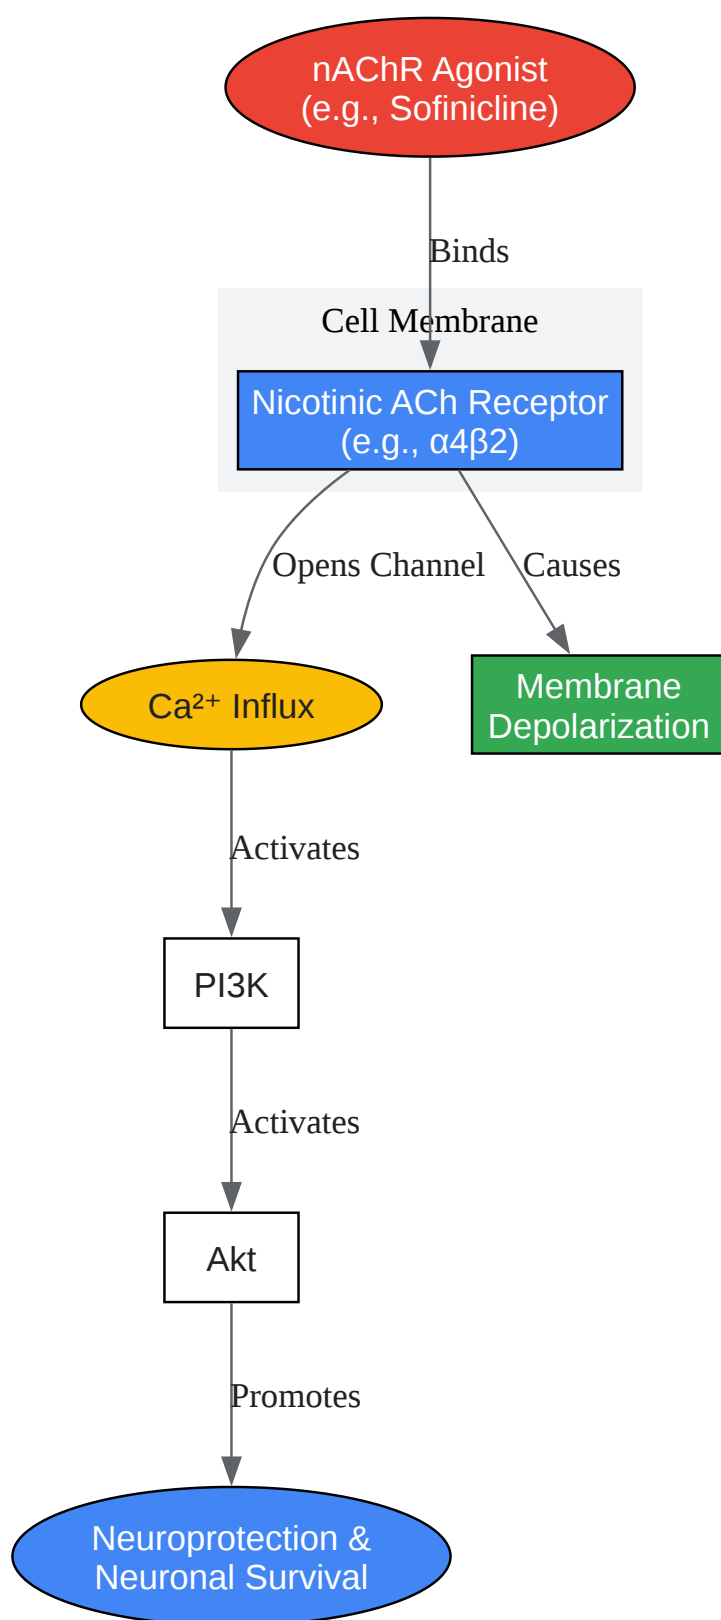 nAChR Agonist
(e.g., Sofinicline)
Binds
Cell Membrane
Nicotinic ACh Receptor
(e.g., α4β2)
Opens Channel
Causes
Ca²⁺ Influx
Membrane
Depolarization
Activates
PI3K
Activates
Akt
Promotes
Neuroprotection &
Neuronal Survival